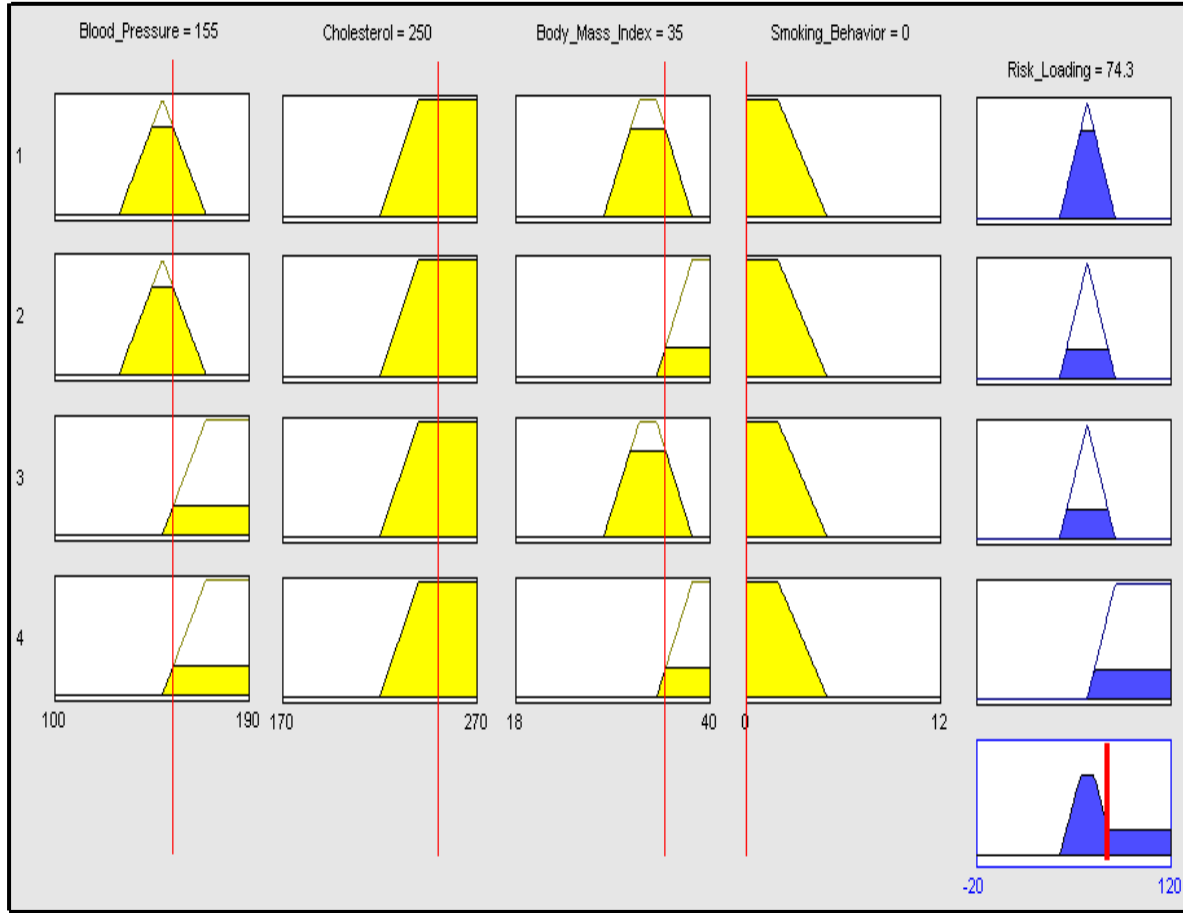 Blood_Pressure = 155 Cholesterol = 250 Body_Mass_Index = 35 Smoking_Behavior = 0
Risk_Loading = 74.3
1
2
3
4
100 190 170 270 18 40 0 12
-20 120